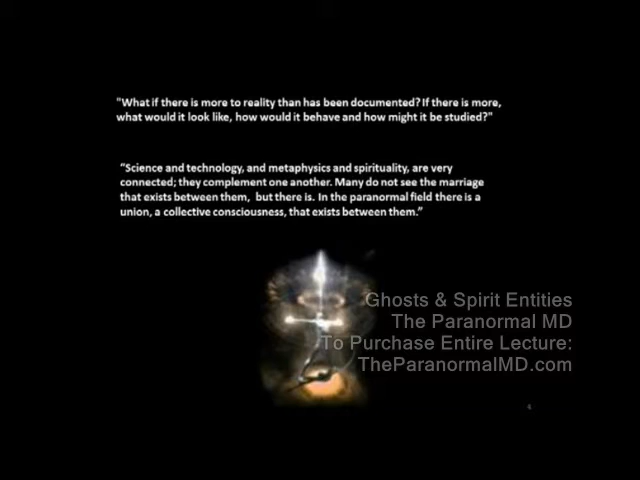 "What if there is more to reality than has been documented? If there is more,
what would it look like, how would it behave and how might it be studied?"
“Science and technology, and metaphysics and spirituality, are very
connected; they complement one another. Many do not see the marriage
that exists between them, but there is. In the paranormal field there is a
union, a collective consciousness, that exists between them.”
Ghosts & Spirit Entities
The Paranormal MD
To Purchase Entire Lecture:
TheParanormalMD.com